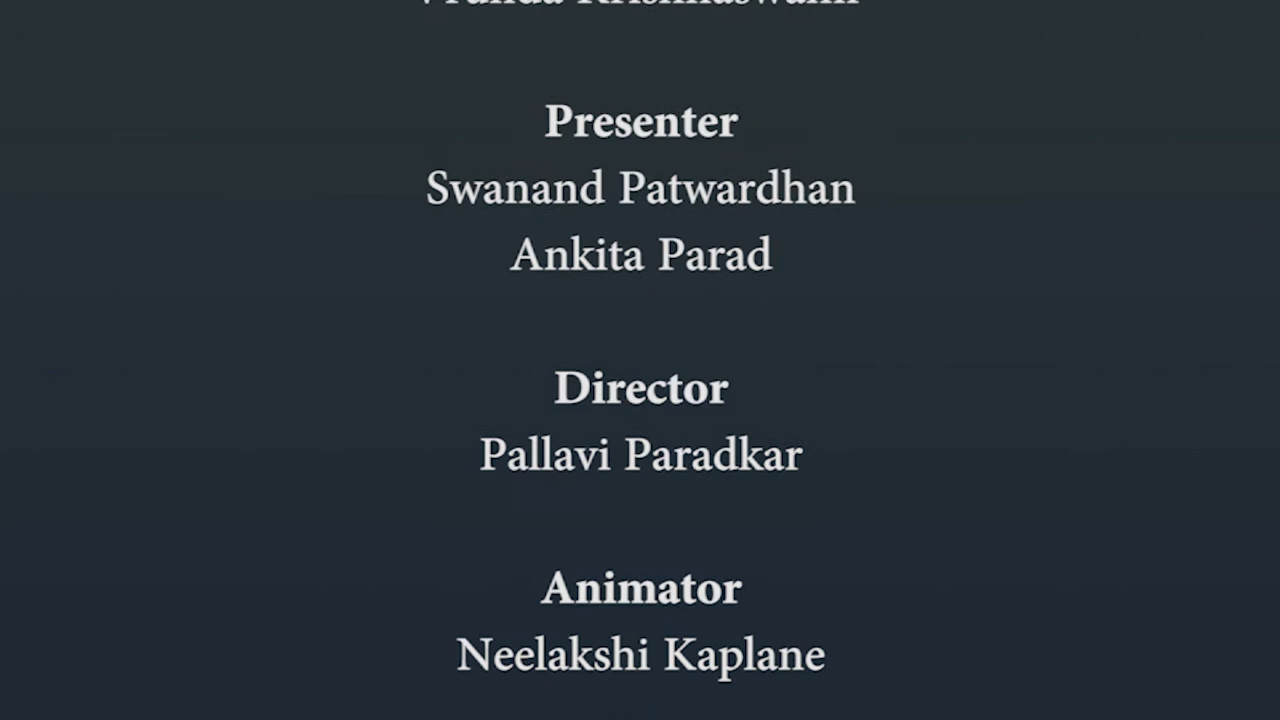 Presenter
Swanand Patwardhan
Ankita Parad
Director
Pallavi Paradkar
Animator
Neelakshi Kaplane